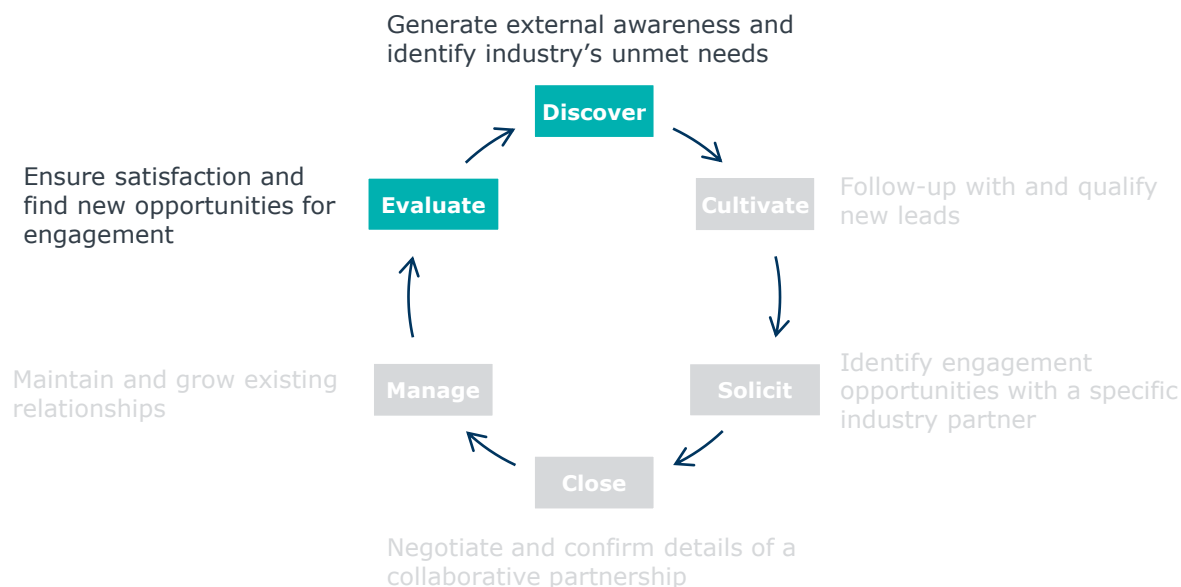 Generate external awareness and
identify industry’s unmet needs
Discover
Ensure satisfaction and
find new opportunities for
engagement
Evaluate
Cultivate
Follow-up with and qualify
new leads
Maintain and grow existing
relationships
Manage
Solicit
Identify engagement
opportunities with a specific
industry partner
Close
Negotiate and confirm details of a
collaborative partnership